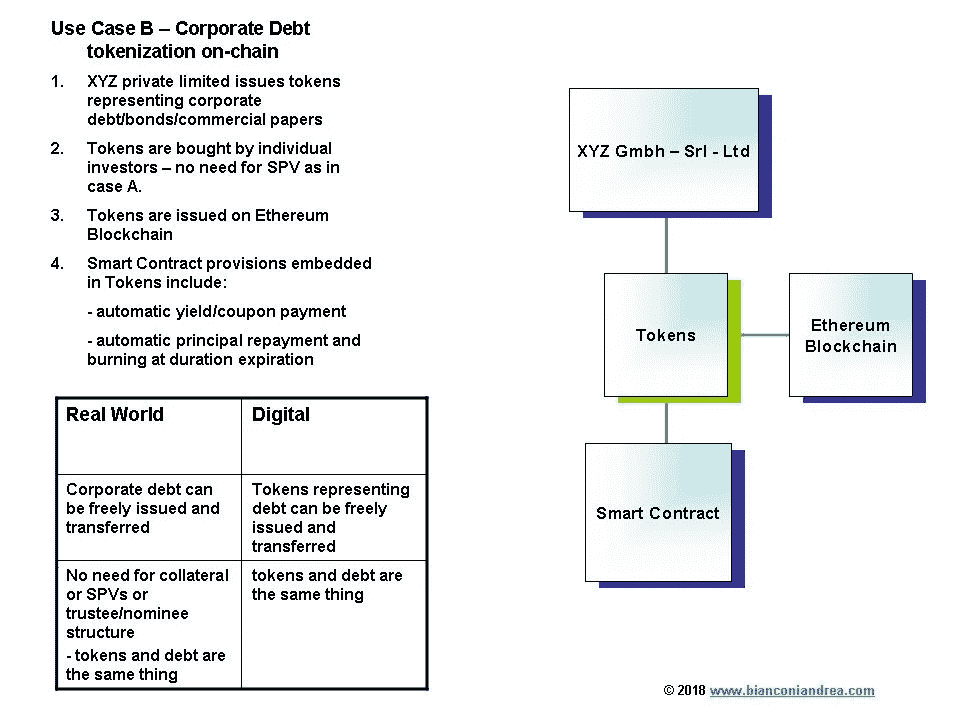 Use Case B – Corporate Debt
tokenization on-chain
1. XYZ private limited issues tokens
representing corporate
debt/bonds/commercial papers
2. Tokens are bought by individual
investors – no need for SPV as in
case A.
3. Tokens are issued on Ethereum
Blockchain
4. Smart Contract provisions embedded
in Tokens include:
- automatic yield/coupon payment
- automatic principal repayment and
burning at duration expiration
Real World
Digital
Corporate debt can
be freely issued and
transferred
Tokens representing
debt can be freely
issued and
transferred
No need for collateral
or SPVs or
trustee/nominee
structure
- tokens and debt are
the same thing
tokens and debt are
the same thing
XYZ Gmbh – Srl - Ltd
Tokens
Ethereum
Blockchain
Smart Contract
© 2018 www.bianconiandrea.com